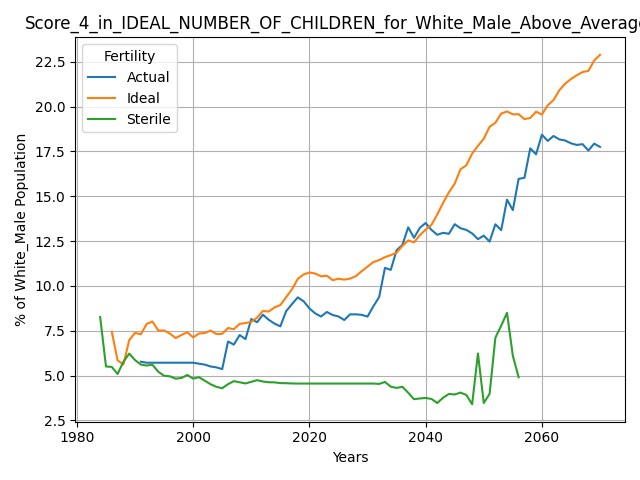 Score_4_in_IDEAL_NUMBER_OF_CHILDREN_for_White_Male_Above_Average
Fertility
Actual
Ideal
Sterile
22.5
20.0
17.5
15.0
12.5
10.0
7.5
5.0
2.5
% of White_Male Population
1980
2000
2020
2040
2060
Years